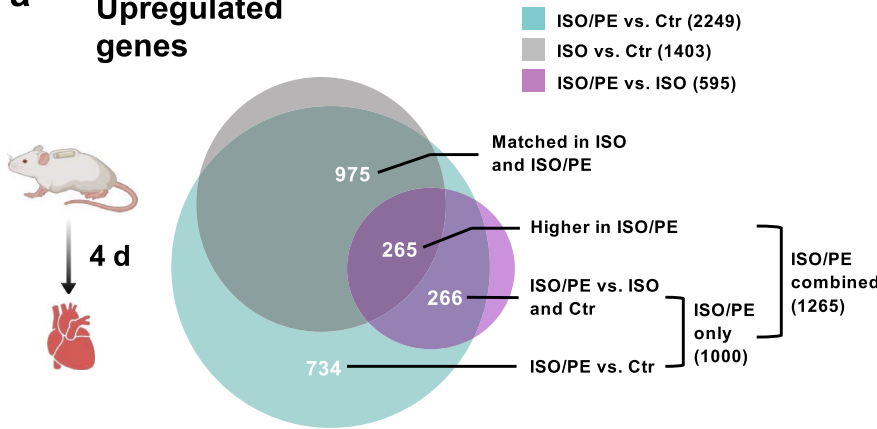 a
Upregulated
genes
ISO/PE vs. Ctr (2249)
ISO vs. Ctr (1403)
ISO/PE vs. ISO (595)
975
Matched in ISO
and ISO/PE
4 d
265
Higher in ISO/PE
266
ISO/PE vs. ISO
and Ctr
734
ISO/PE vs. Ctr
ISO/PE
only
(1000)
ISO/PE
combined
(1265)